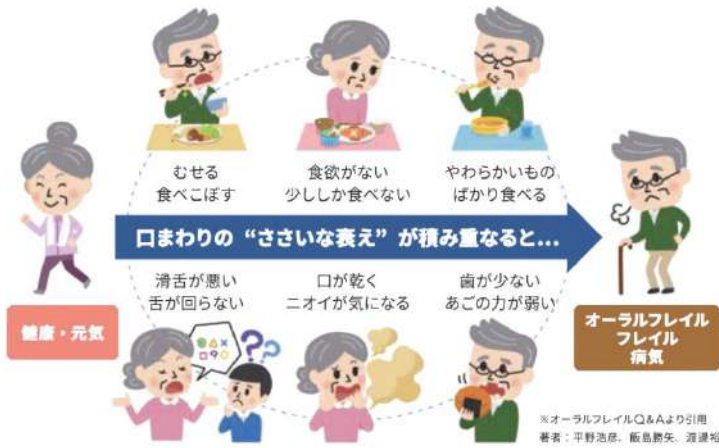 むせる
食べこぼす
食欲がない
少ししか食べない
やわらかいもの
ばかり食べる
口まわりの “ささいな衰え” が積み重なると…
滑舌が悪い
舌が回らない
口が乾く
ニオイが気になる
歯が少ない
あごの力が弱い
健康・元気
オーラルフレイル
フレイル
病気
※オーラルフレイルQ&Aより引用
著者：平野浩彦、飯島勝矢、渡邊裕